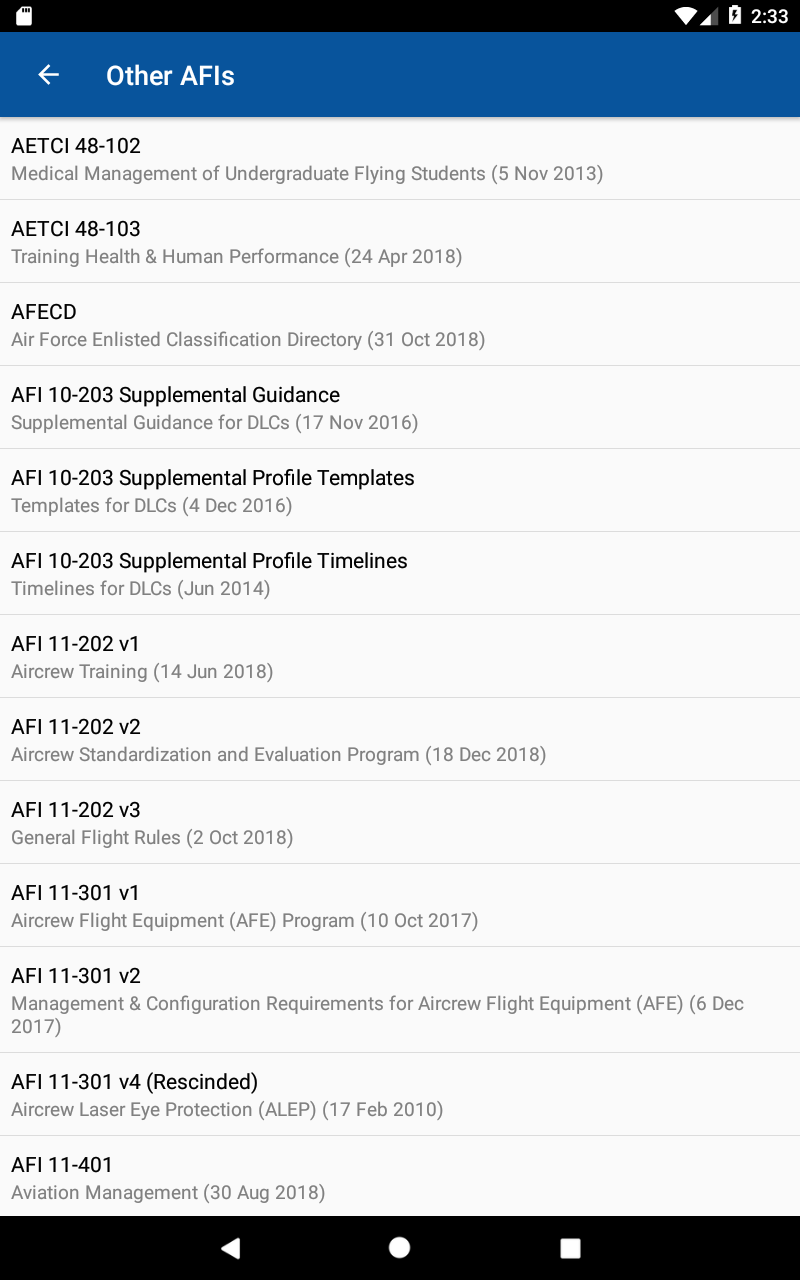 2:33
Other AFIs
AETCI 48-102
Medical Management of Undergraduate Flying Students (5 Nov 2013)
AETCI 48-103
Training Health & Human Performance (24 Apr 2018)
AFECD
Air Force Enlisted Classification Directory (31 Oct 2018)
AFI 10-203 Supplemental Guidance
Supplemental Guidance for DLCs (17 Nov 2016)
AFI 10-203 Supplemental Profile Templates
Templates for DLCs (4 Dec 2016)
AFI 10-203 Supplemental Profile Timelines
Timelines for DLCs (Jun 2014)
AFI 11-202 v1
Aircrew Training (14 Jun 2018)
AFI 11-202 v2
Aircrew Standardization and Evaluation Program (18 Dec 2018)
AFI 11-202 v3
General Flight Rules (2 Oct 2018)
AFI 11-301 v1
Aircrew Flight Equipment (AFE) Program (10 Oct 2017)
AFI 11-301 v2
Management & Configuration Requirements for Aircrew Flight Equipment (AFE) (6 Dec
2017)
AFI 11-301 v4 (Rescinded)
Aircrew Laser Eye Protection (ALEP) (17 Feb 2010)
AFI 11-401
Aviation Management (30 Aug 2018)